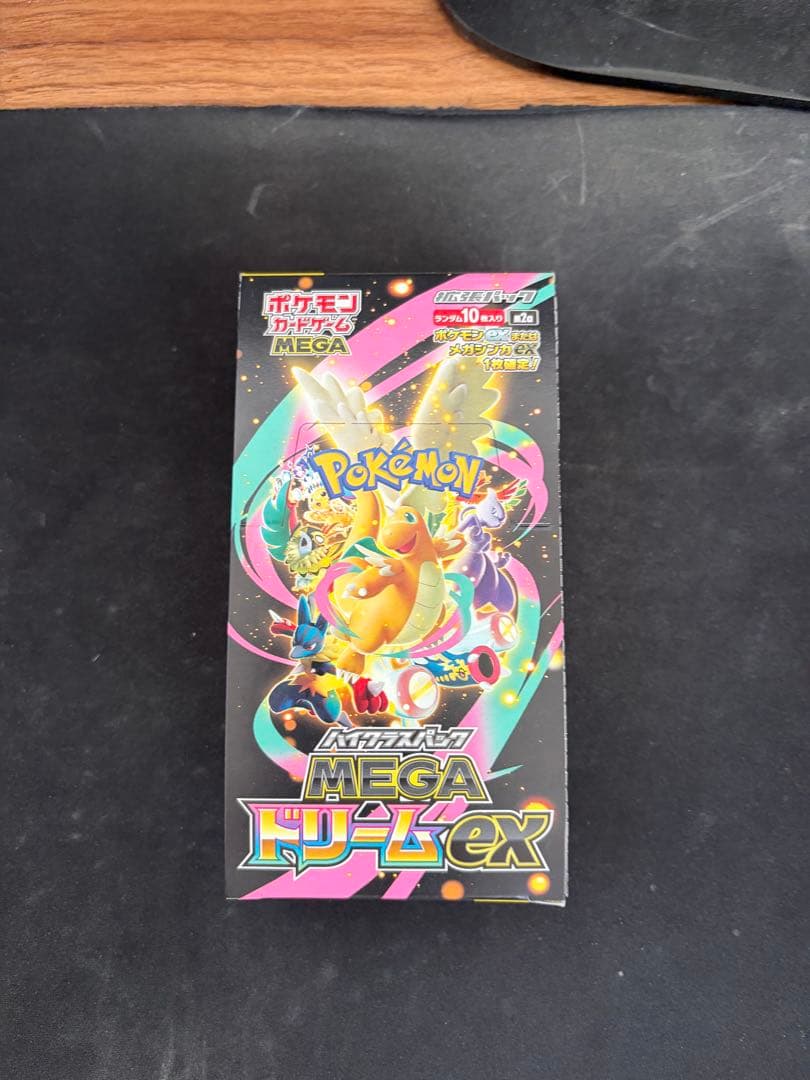 ポケモン
カードゲーム
MEGA
拡張パック
ランダム10枚入り
ポケモンexまたは
メガシンカex
1枚確定!
POKéMON
ハイクラスパック
MEGA
ドリームex